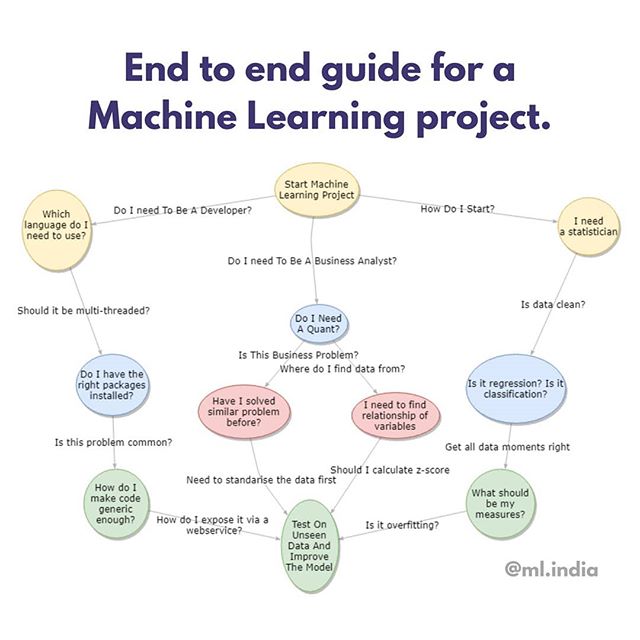 End to end guide for a
Machine Learning project.
Start Machine
Learning Project
Do I need To Be A Developer?
How Do I Start?
Which
language do I
need to use?
I need
a statistician
Do I need To Be A Business Analyst?
Should it be multi-threaded?
Is data clean?
Do I Need
A Quant?
Is This Business Problem?
Where do I find data from?
Do I have the
right packages
installed?
Have I solved
similar problem
before?
I need to find
relationship of
variables
Is it regression? Is it
classification?
Is this problem common?
Get all data moments right
Need to standarise the data first
Should I calculate z-score
How do I
make code
generic
enough?
What should
be my
measures?
How do I expose it via a
webservice?
Is it overfitting?
Test On
Unseen
Data And
Improve
The Model
@ml.india